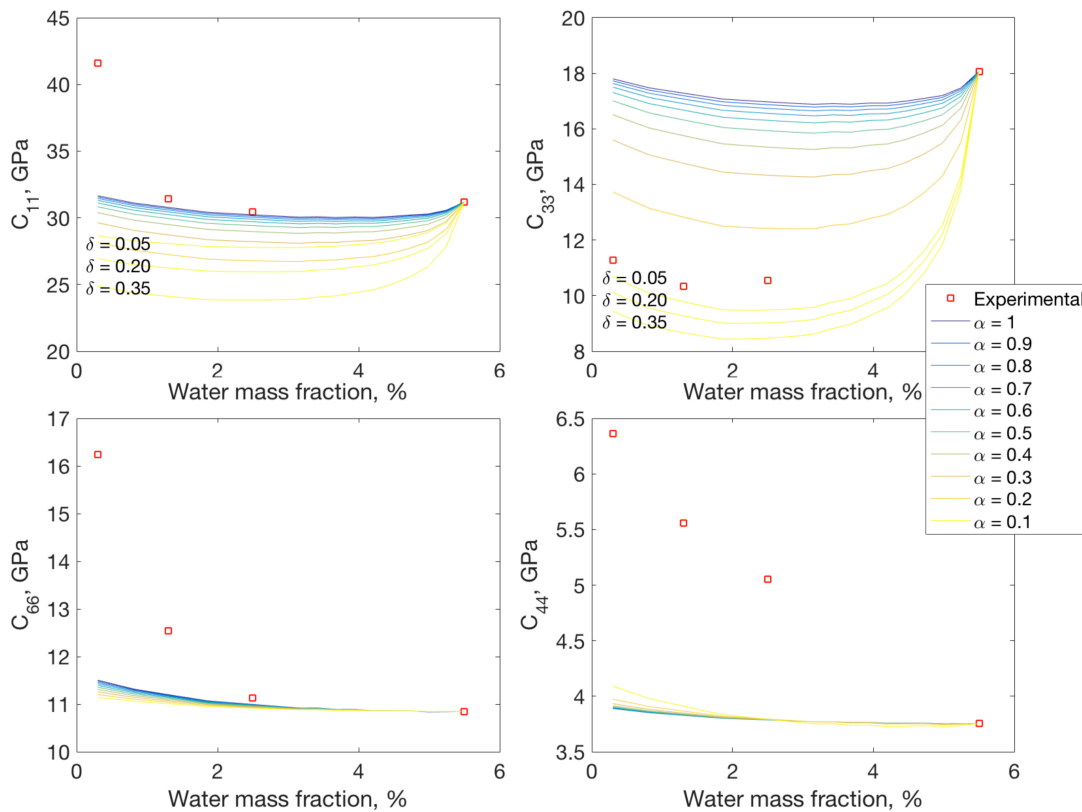 45
40
35
30
25
20
C11, GPa
δ = 0.05
δ = 0.20
δ = 0.35
0 2 4 6
Water mass fraction, %
20
18
16
14
12
10
8
C33, GPa
δ = 0.05
δ = 0.20
δ = 0.35
0 2 4 6
Water mass fraction, %
Experimental
α = 1
α = 0.9
α = 0.8
α = 0.7
α = 0.6
α = 0.5
α = 0.4
α = 0.3
α = 0.2
α = 0.1
17
16
15
14
13
12
11
10
C66, GPa
0 2 4 6
Water mass fraction, %
6.5
6
5.5
5
4.5
4
3.5
C44, GPa
0 2 4 6
Water mass fraction, %